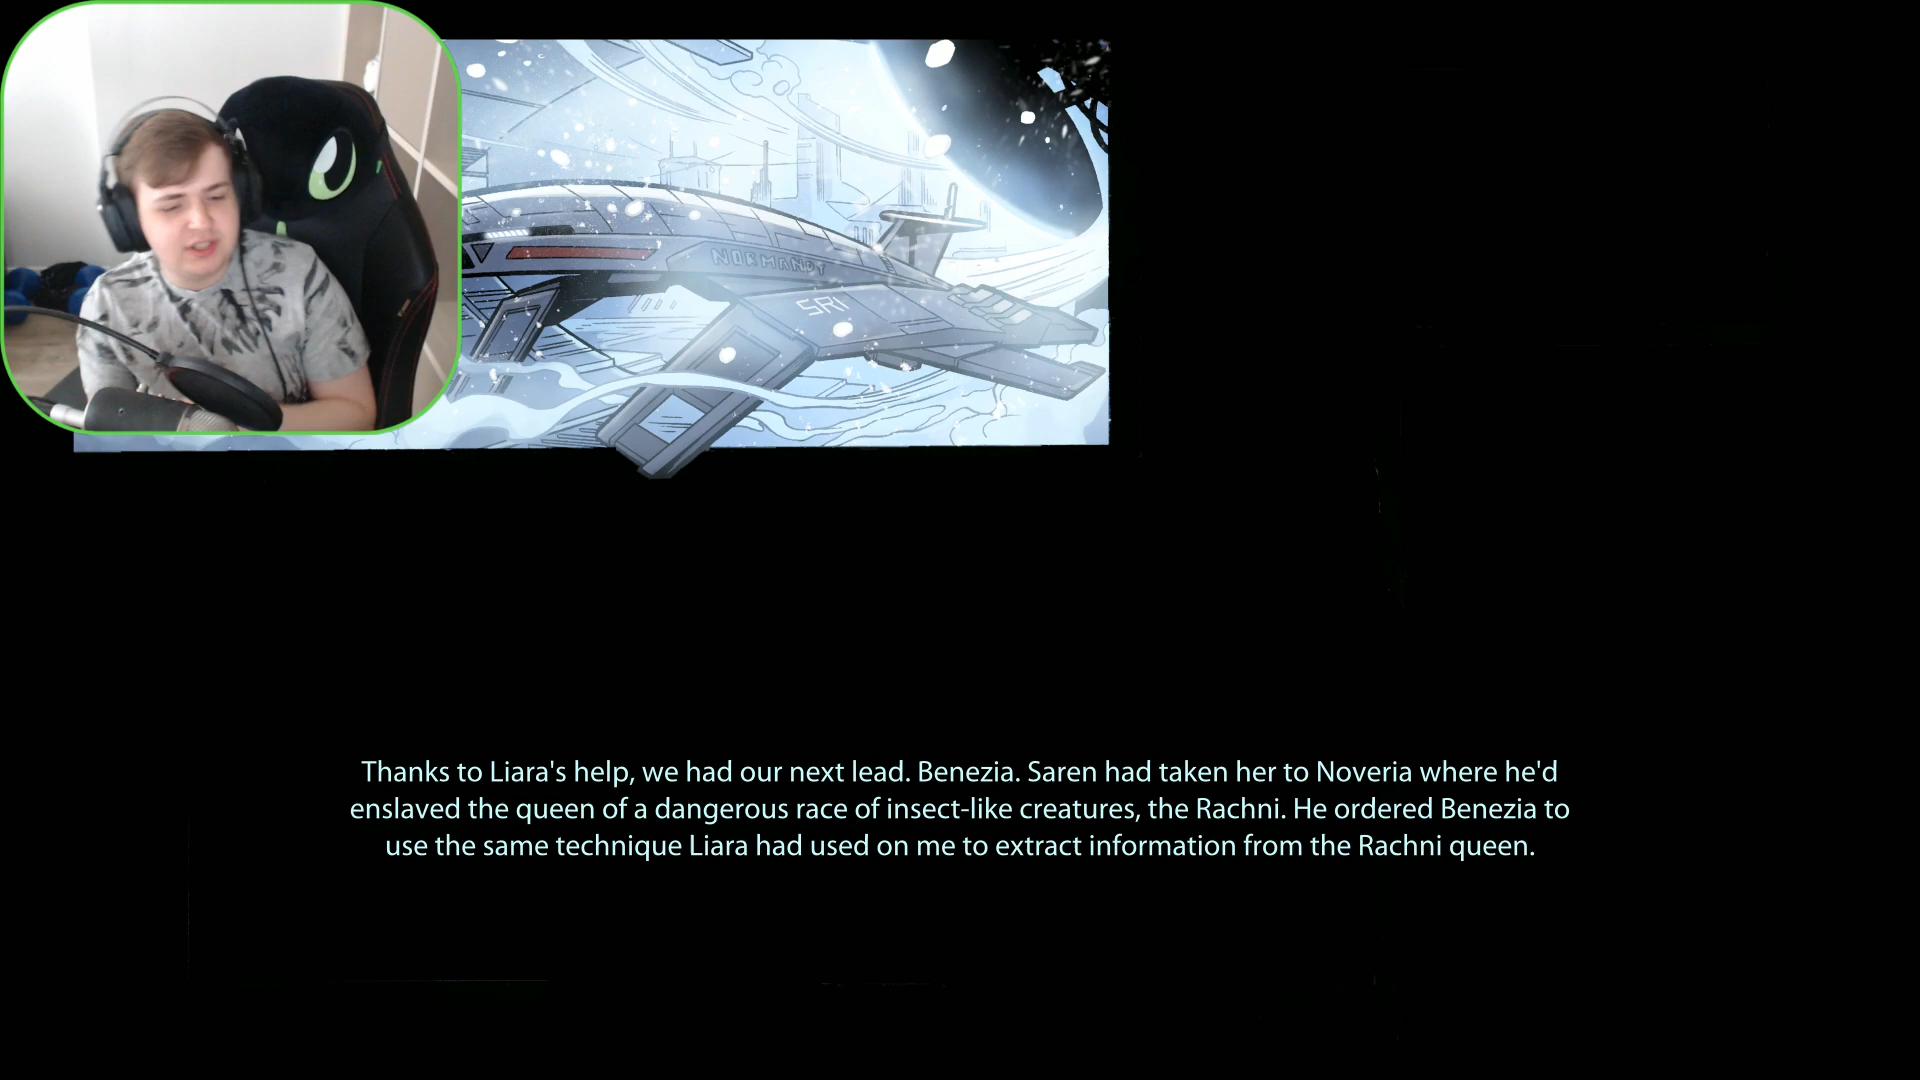 NORMANDY
SR1
Thanks to Liara's help, we had our next lead. Benezia. Saren had taken her to Noveria where he'd
enslaved the queen of a dangerous race of insect-like creatures, the Rachni. He ordered Benezia to
use the same technique Liara had used on me to extract information from the Rachni queen.